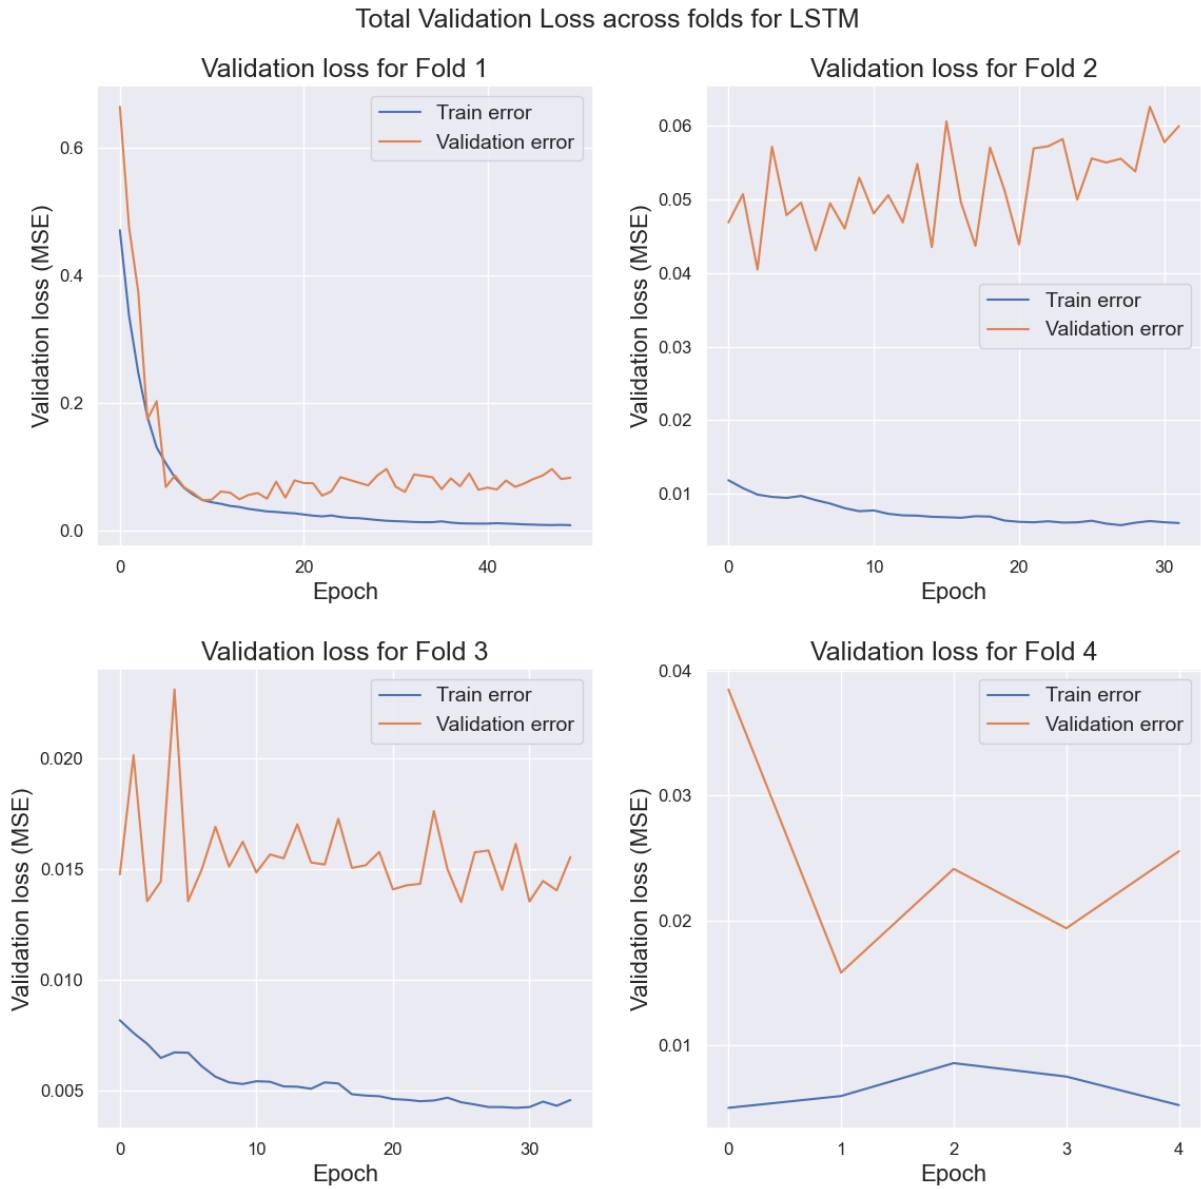 Total Validation Loss across folds for LSTM
Validation loss for Fold 1
Validation loss (MSE)
0.6
0.4
0.2
0.0
Train error
Validation error
0
20
40
Epoch
Validation loss for Fold 2
Validation loss (MSE)
0.06
0.05
0.04
0.03
0.02
0.01
Train error
Validation error
0
10
20
30
Epoch
Validation loss for Fold 3
Validation loss (MSE)
0.020
0.015
0.010
0.005
Train error
Validation error
0
10
20
30
Epoch
Validation loss for Fold 4
Validation loss (MSE)
0.04
0.03
0.02
0.01
Train error
Validation error
0
1
2
3
4
Epoch